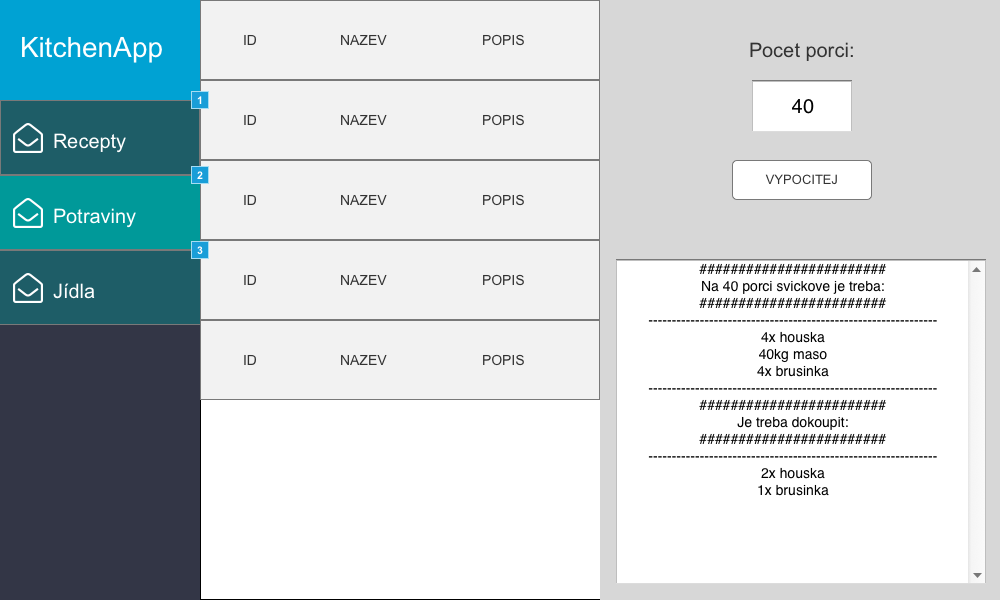 KitchenApp
1
Recepty
2
Potraviny
3
Jídla
ID NAZEV POPIS
ID NAZEV POPIS
ID NAZEV POPIS
ID NAZEV POPIS
ID NAZEV POPIS
Pocet porci:
40
VYPOCITEJ
########################
Na 40 porci svickove je treba:
########################
----------------------------------------------------------------
4x houska
40kg maso
4x brusinka
----------------------------------------------------------------
########################
Je treba dokoupit:
########################
----------------------------------------------------------------
2x houska
1x brusinka